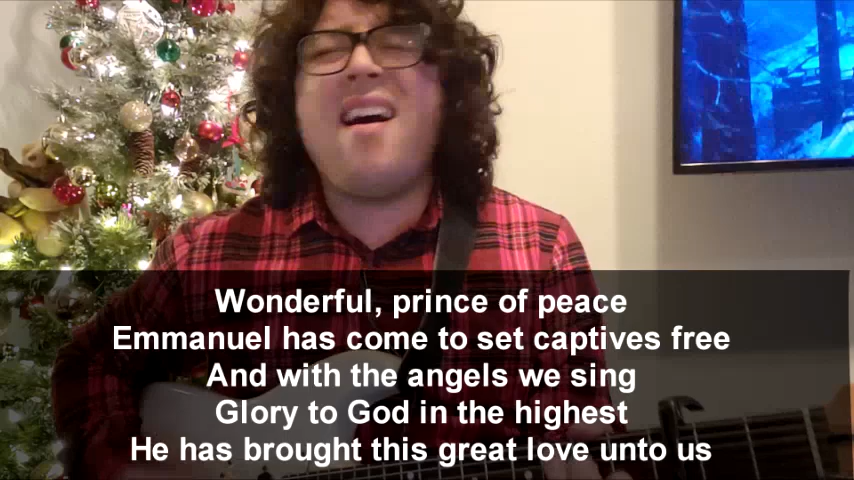 Wonderful, prince of peace
Emmanuel has come to set captives free
And with the angels we sing
Glory to God in the highest
He has brought this great love unto us